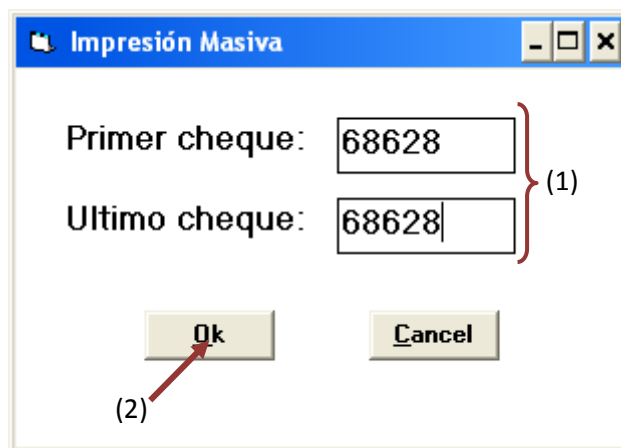 Impresión Masiva
Primer cheque: 68628
(1)
Ultimo cheque: 68628
Ok Cancel
(2)